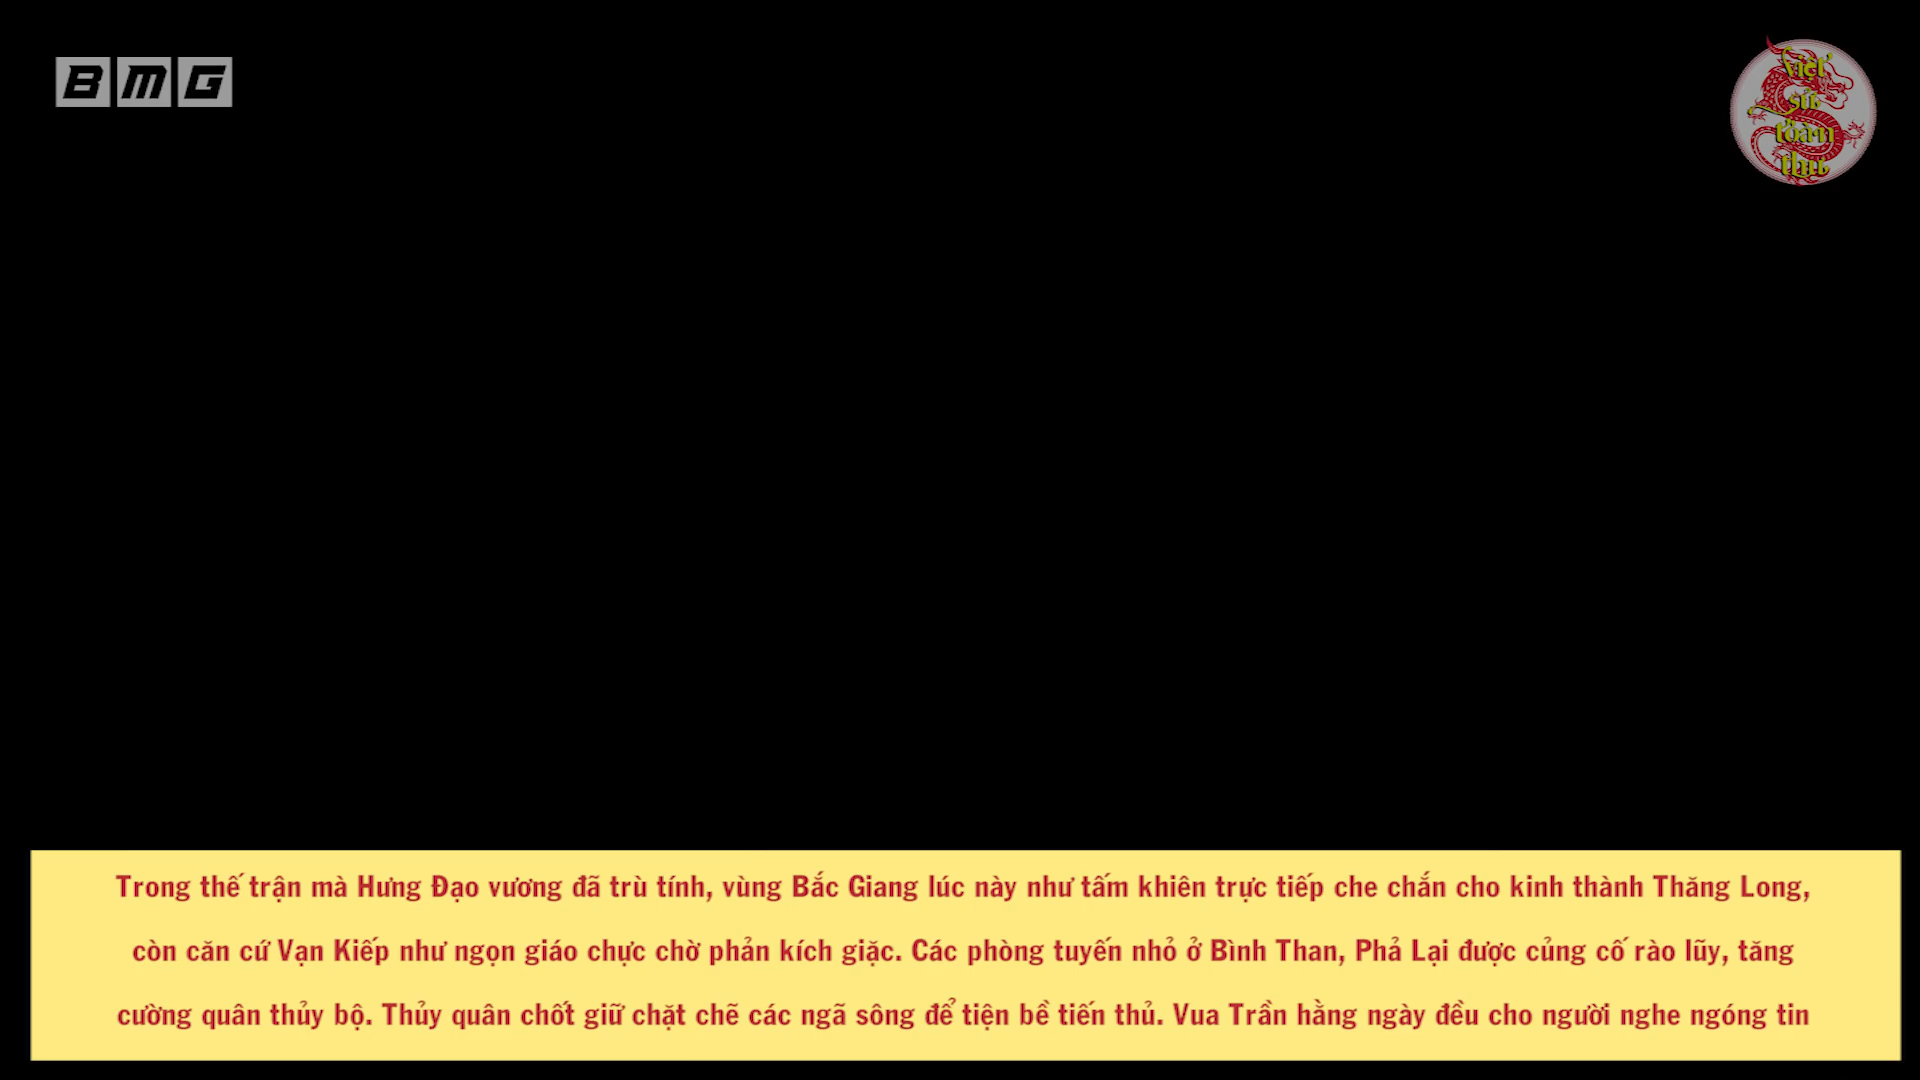 BMG
Việt
sử
toàn
thư
Trong thế trận mà Hưng Đạo vương đã trù tính, vùng Bắc Giang lúc này như tấm khiên trực tiếp che chắn cho kinh thành Thăng Long,
còn căn cứ Vạn Kiếp như ngọn giáo chực chờ phản kích giặc. Các phòng tuyến nhỏ ở Bình Than, Phả Lại được củng cố rào lũy, tăng
cường quân thủy bộ. Thủy quân chốt giữ chặt chẽ các ngã sông để tiện bề tiến thủ. Vua Trần hằng ngày đều cho người nghe ngóng tin